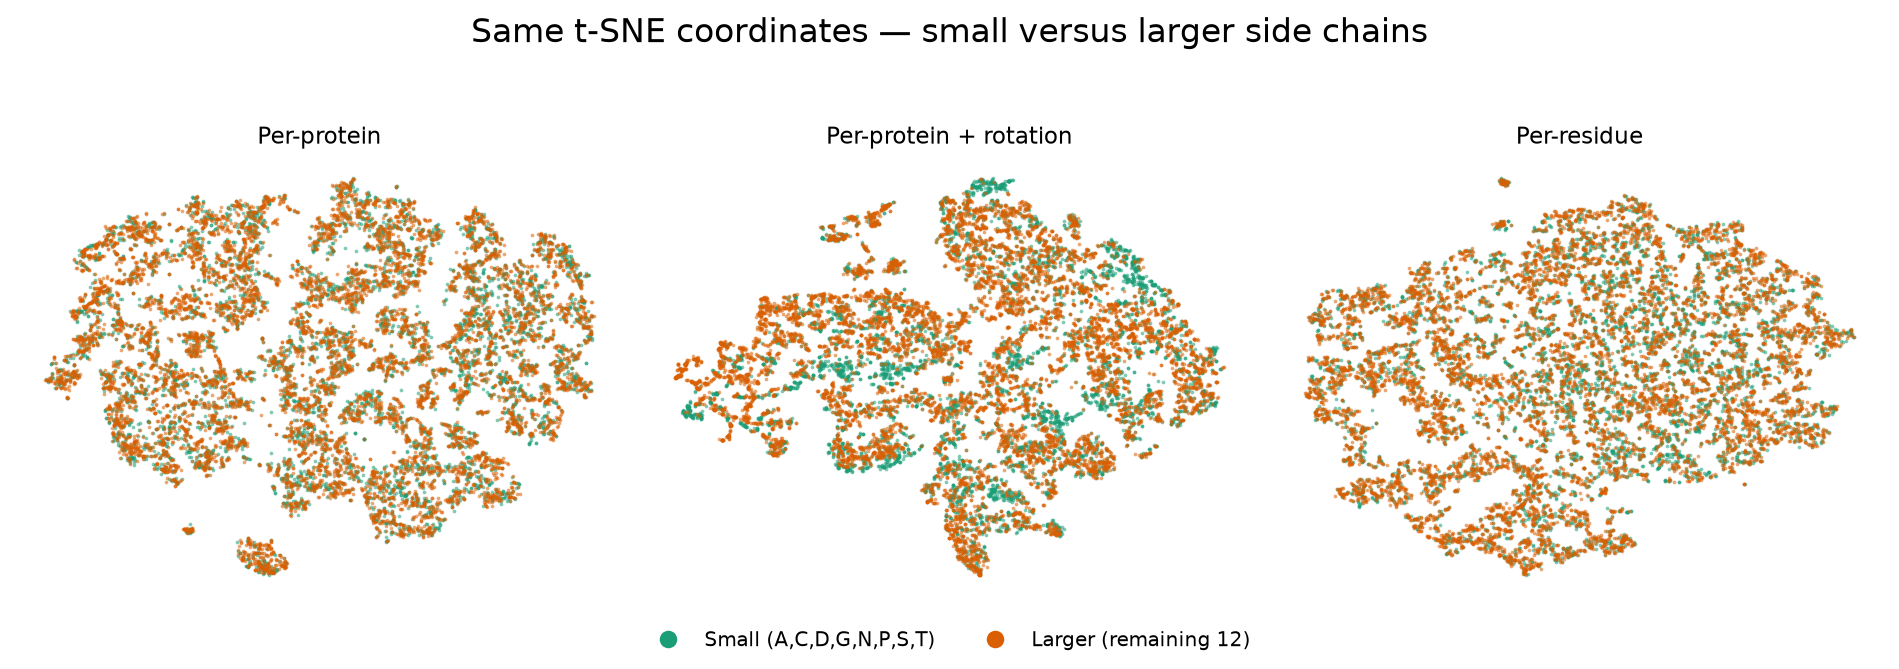 Same t-SNE coordinates — small versus larger side chains
Per-protein
Per-protein + rotation
Per-residue
Small (A,C,D,G,N,P,S,T)
Larger (remaining 12)